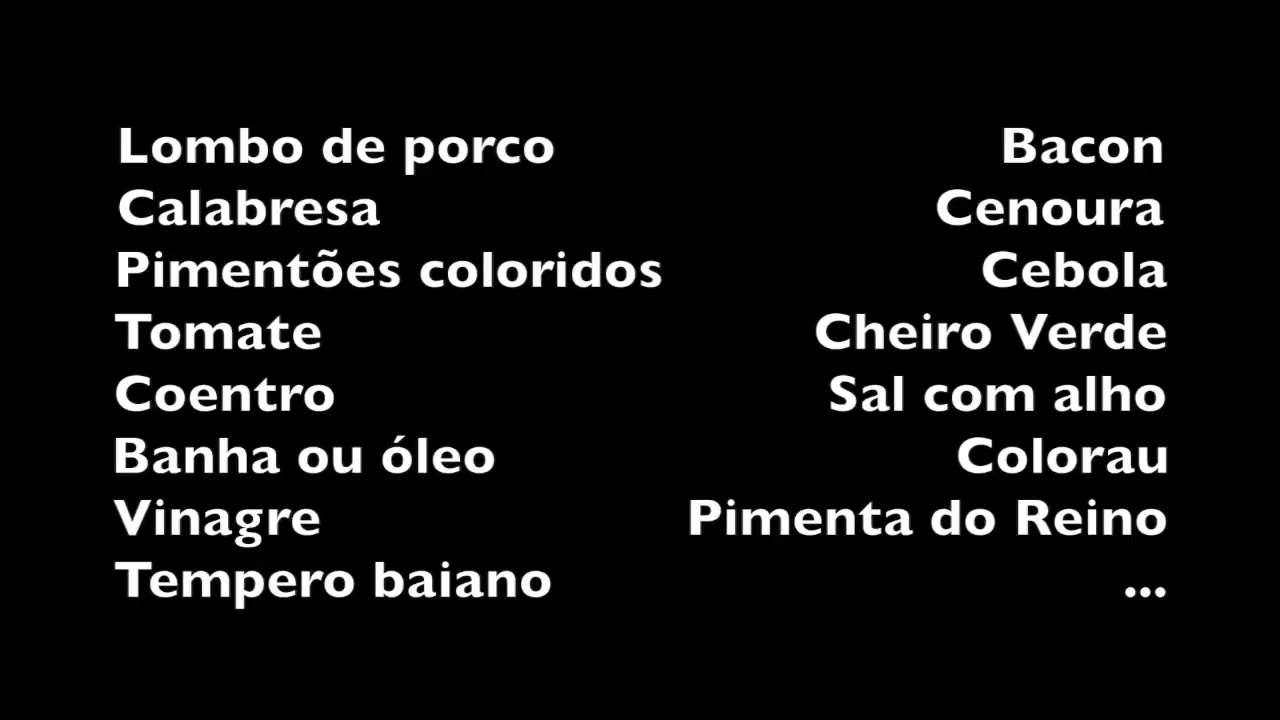 Lombo de porco
Calabresa
Pimentões coloridos
Tomate
Coentro
Banha ou óleo
Vinagre
Tempero baiano
Bacon
Cenoura
Cebola
Cheiro Verde
Sal com alho
Colorau
Pimenta do Reino
...